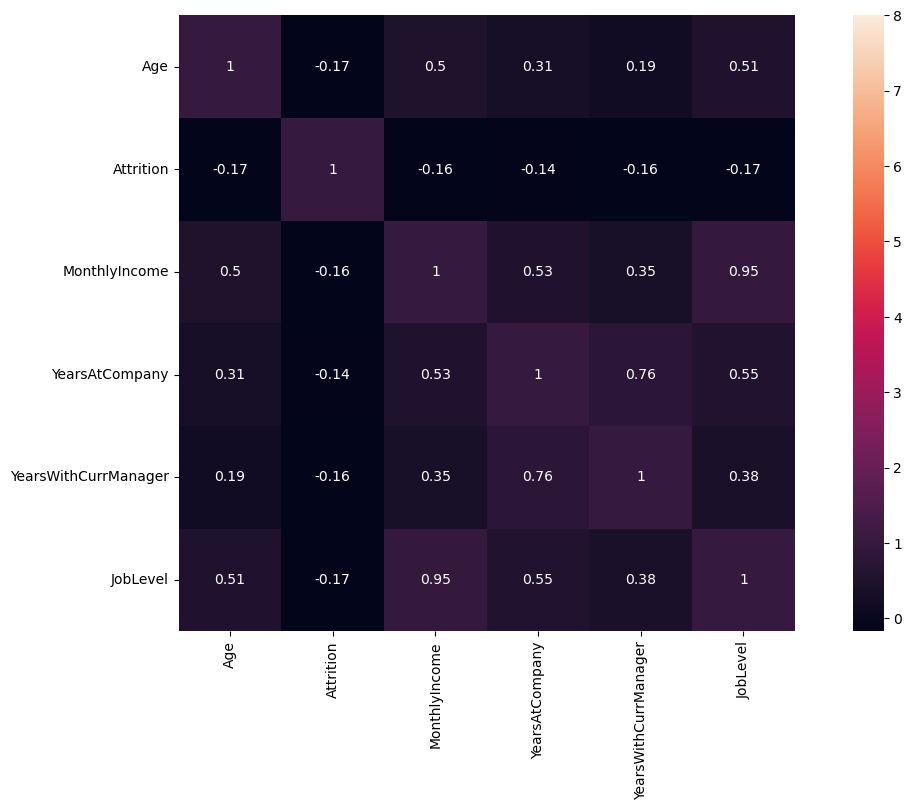 8
Age 1 -0.17 0.5 0.31 0.19 0.51
7
Attrition -0.17 1 -0.16 -0.14 -0.16 -0.17
6
5
MonthlyIncome 0.5 -0.16 1 0.53 0.35 0.95
4
YearsAtCompany 0.31 -0.14 0.53 1 0.76 0.55
3
2
YearsWithCurrManager 0.19 -0.16 0.35 0.76 1 0.38
1
JobLevel 0.51 -0.17 0.95 0.55 0.38 1
0
Age
Attrition
MonthlyIncome
YearsAtCompany
YearsWithCurrManager
JobLevel